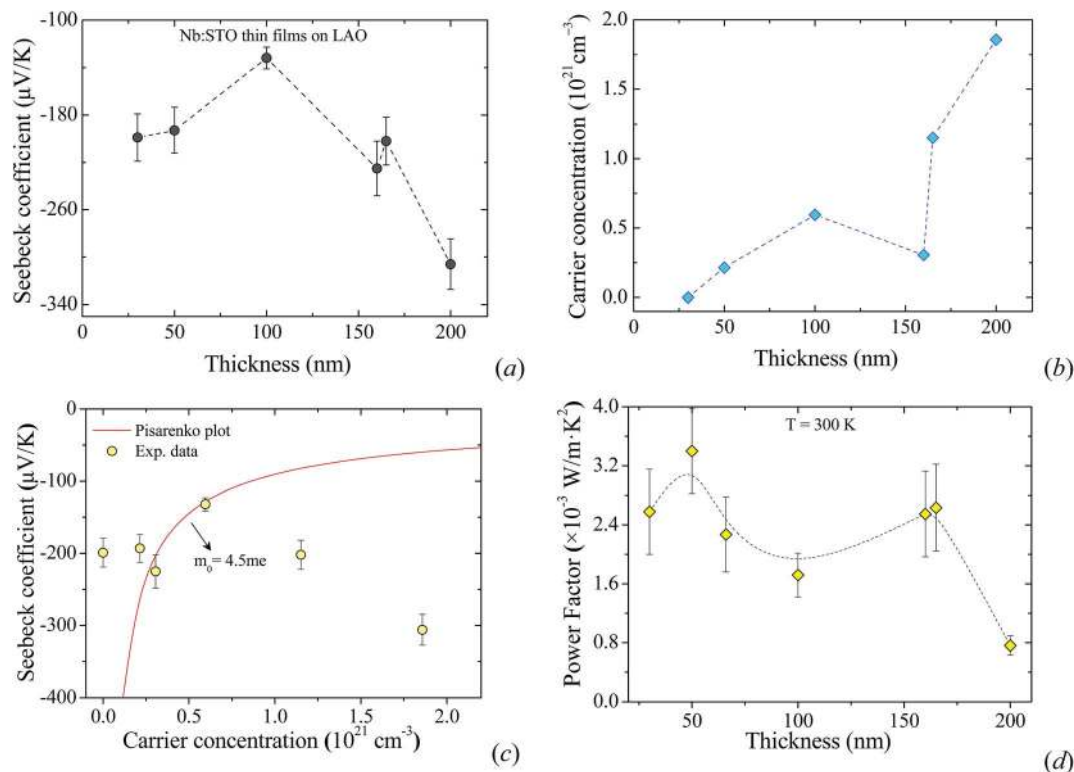 Nb:STO thin films on LAO
Seebeck coefficient (µV/K)
-100
-180
-260
-340
0
50
100
150
200
Thickness (nm)
(a)
Carrier concentration (10²¹ cm⁻³)
1.8
1.2
0.5
0.0
0
50
100
150
200
Thickness (nm)
(b)
Seebeck coefficient (µV/K)
0
-100
-200
-300
-400
Pisarenko plot
Exp. data
m₀= 4.5me
0.0
0.5
1.0
1.5
2.0
Carrier concentration (10²¹ cm⁻³)
(c)
Power Factor (×10⁻³ W/m·K²)
4.0
3.2
2.4
1.6
0.8
0.0
T = 300 K
50
100
150
200
Thickness (nm)
(d)